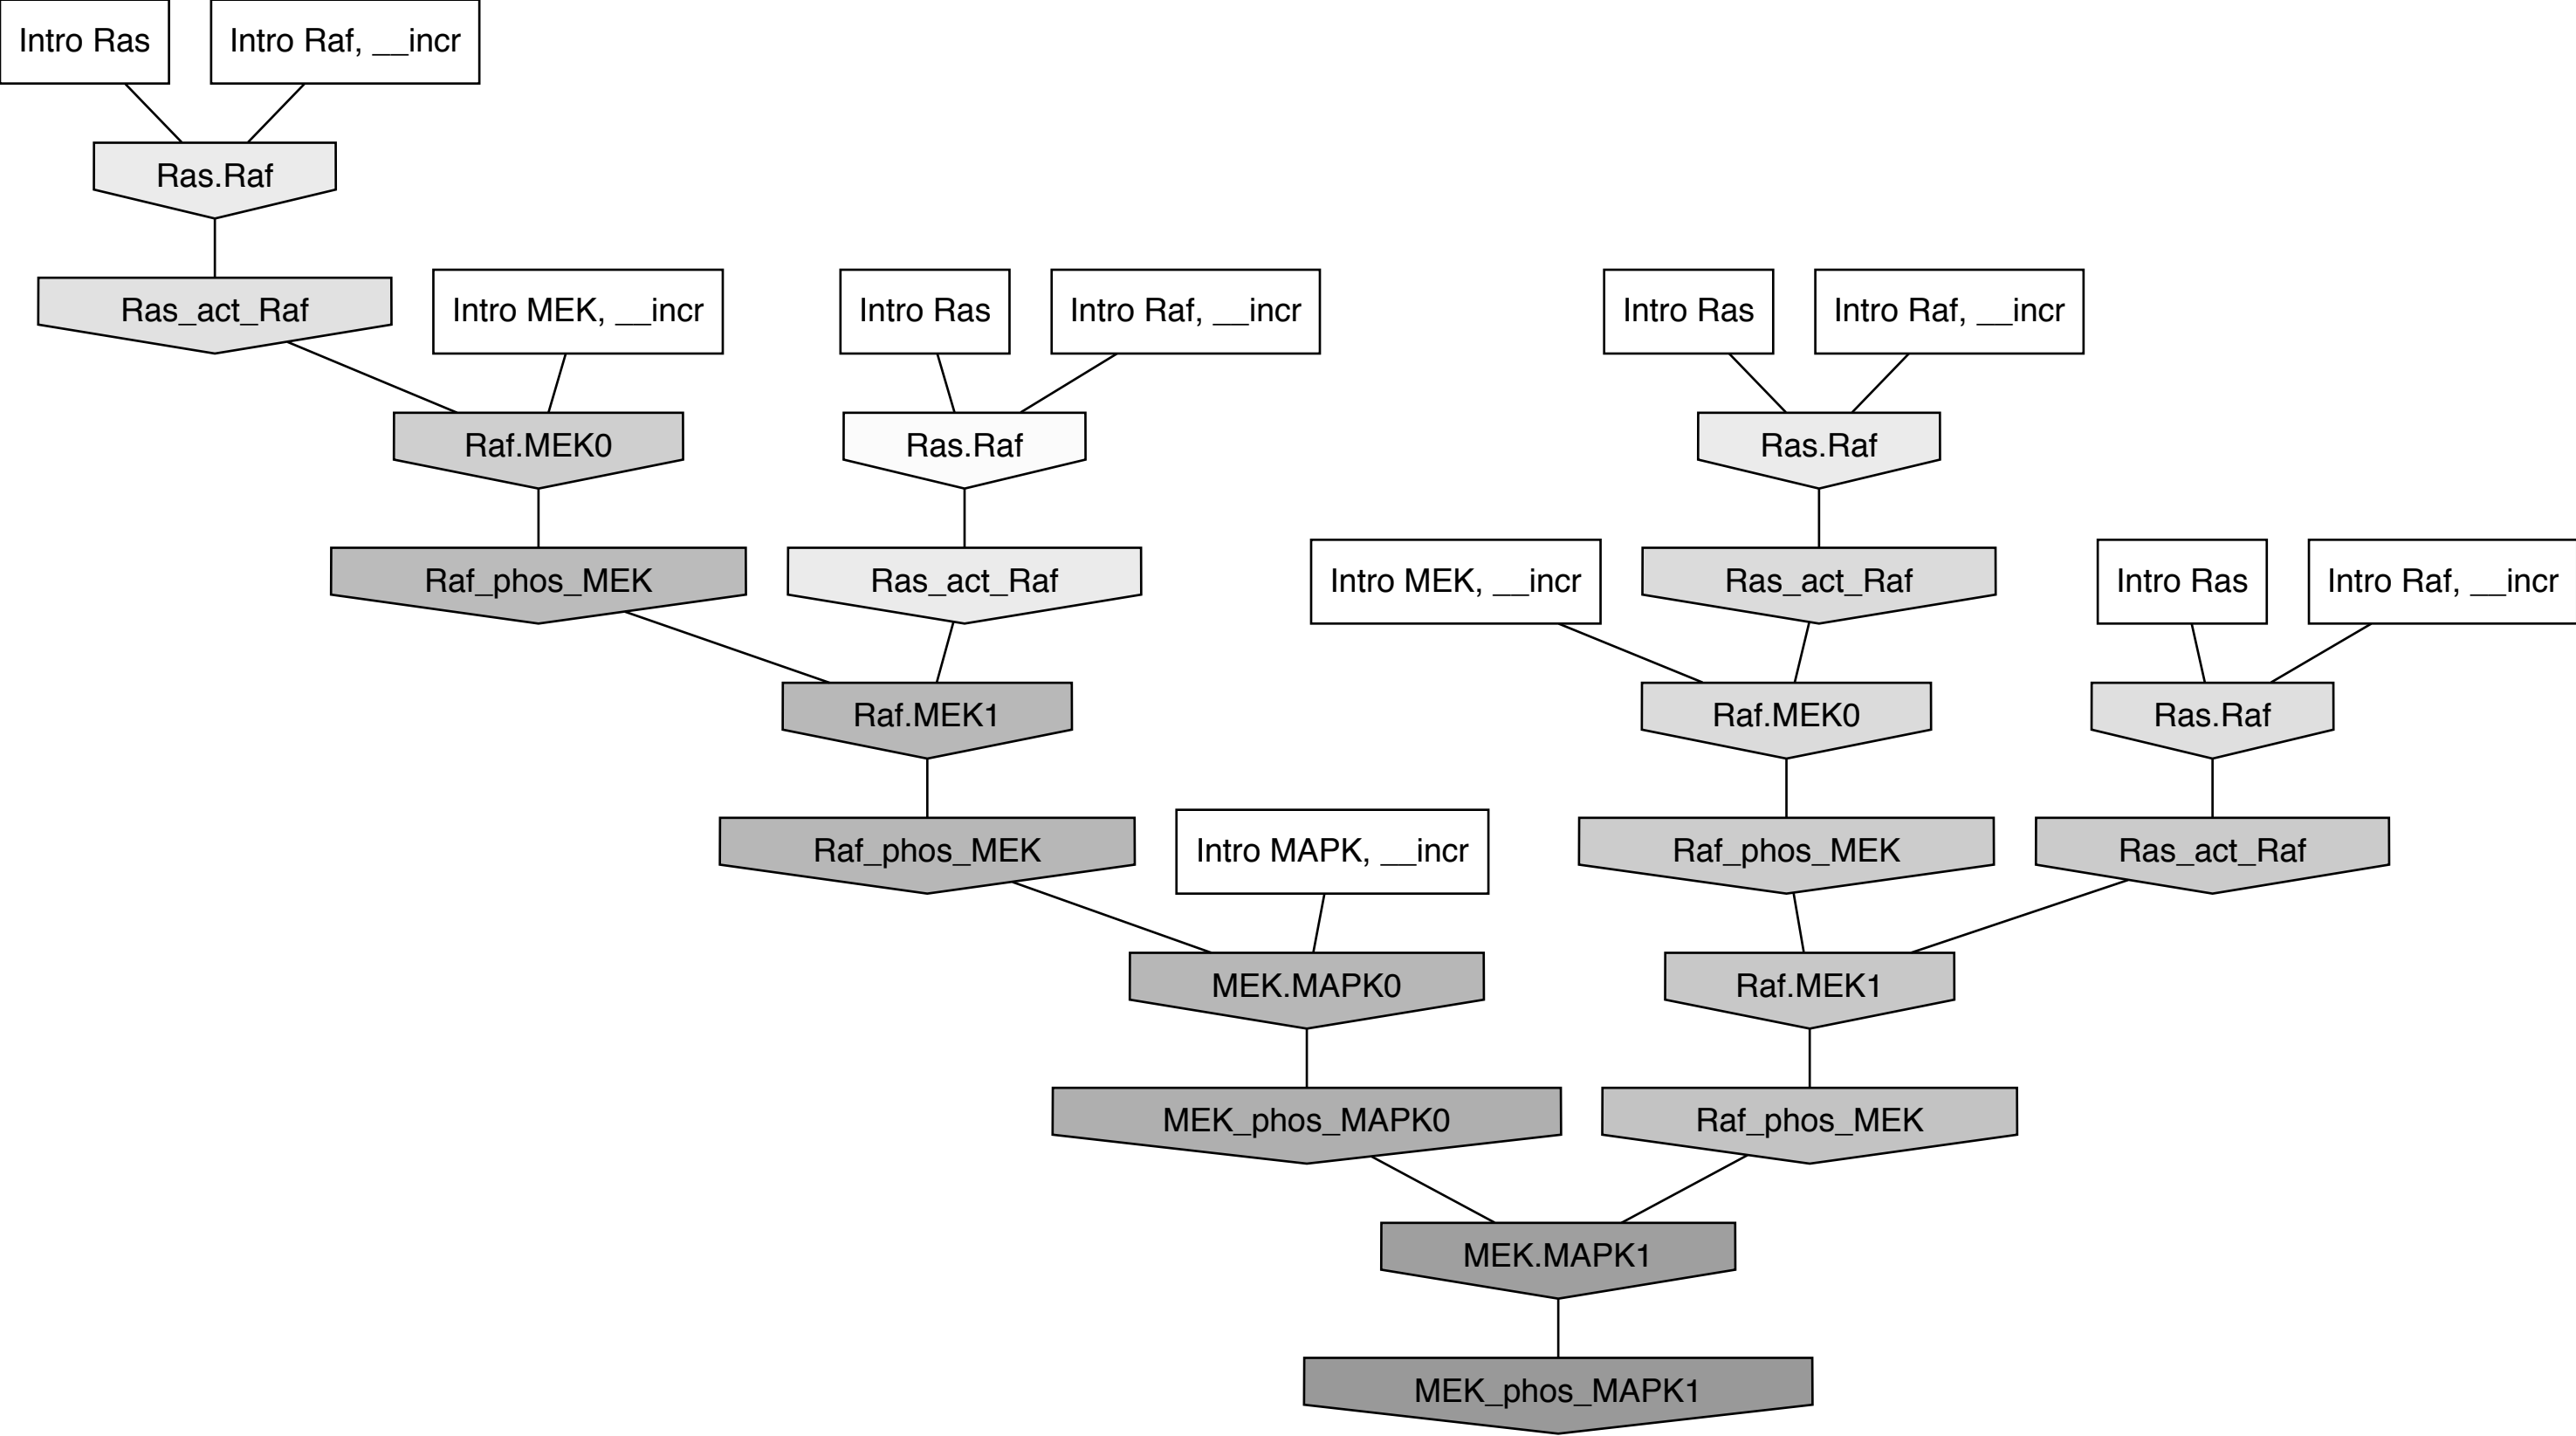 Intro Ras
Intro Raf, __incr
Ras.Raf
Ras_act_Raf
Intro MEK, __incr
Intro Ras
Intro Raf, __incr
Intro Ras
Intro Raf, __incr
Raf.MEK0
Ras.Raf
Ras.Raf
Raf_phos_MEK
Ras_act_Raf
Intro MEK, __incr
Ras_act_Raf
Intro Ras
Intro Raf, __incr
Raf.MEK1
Raf.MEK0
Ras.Raf
Raf_phos_MEK
Intro MAPK, __incr
Raf_phos_MEK
Ras_act_Raf
MEK.MAPK0
Raf.MEK1
MEK_phos_MAPK0
Raf_phos_MEK
MEK.MAPK1
MEK_phos_MAPK1